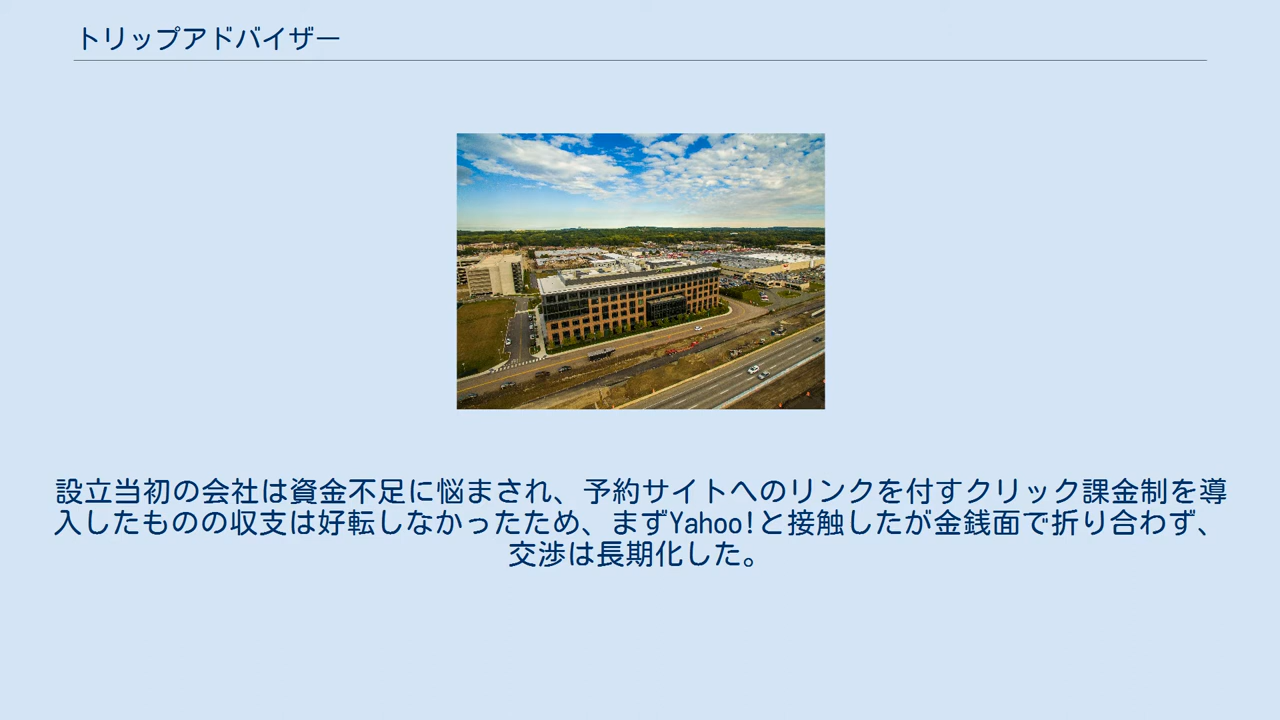 トリップアドバイザー
設立当初の会社は資金不足に悩まされ、予約サイトへのリンクを付すクリック課金制を導
入したものの収支は好転しなかったため、まずYahoo!と接触したが金銭面で折り合わず、
交渉は長期化した。